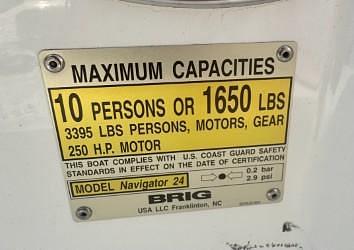 MAXIMUM CAPACITIES
10 PERSONS OR 1650 LBS
3395 LBS PERSONS, MOTORS, GEAR
250 H.P. MOTOR
THIS BOAT COMPLIES WITH U.S. COAST GUARD SAFETY
STANDARDS IN EFFECT ON THE DATE OF CERTIFICATION
MODEL Navigator 24
0.2 bar
2.9 psi
BRIG
USA LLC Franklinton, NC